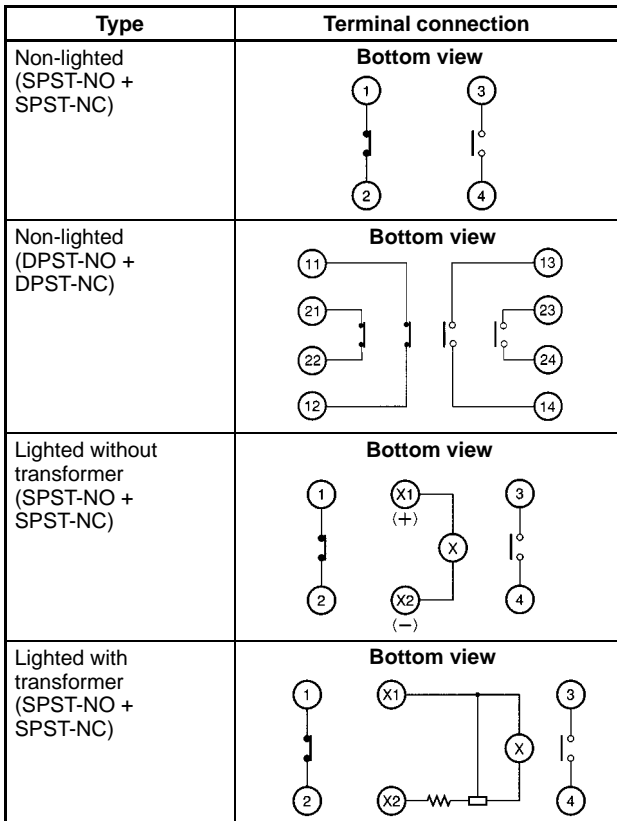 Type Terminal connection
Non-lighted
(SPST-NO +
SPST-NC)
Bottom view
1 3
2 4
Non-lighted
(DPST-NO +
DPST-NC)
Bottom view
11 13
21 23
22 24
12 14
Lighted without
transformer
(SPST-NO +
SPST-NC)
Bottom view
1 X1 3
(+)
X
2 X2 4
(−)
Lighted with
transformer
(SPST-NO +
SPST-NC)
Bottom view
1 X1 3
X
2 X2 4